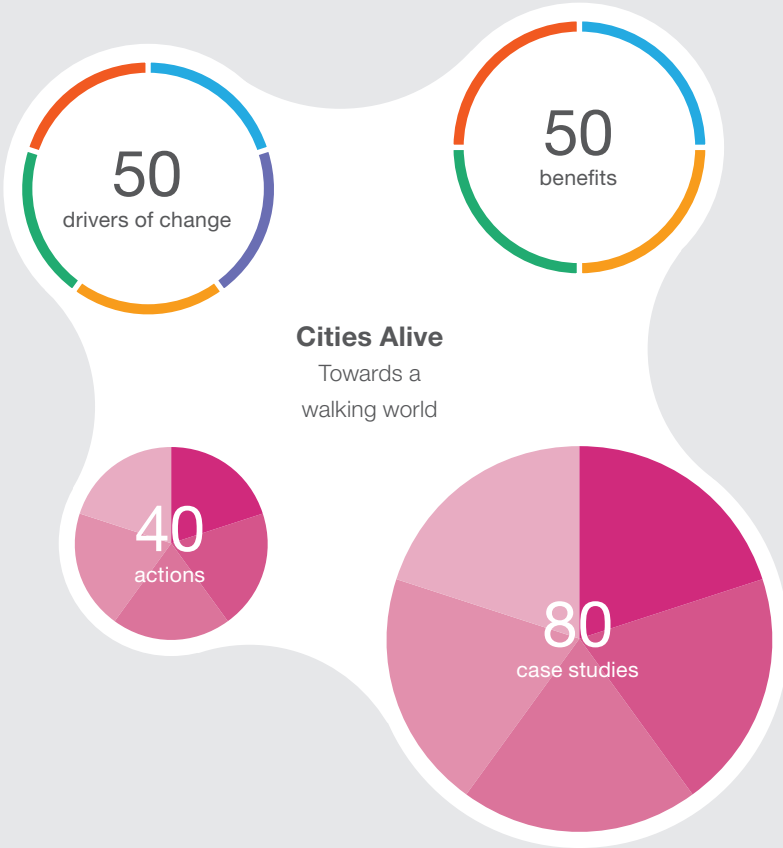 50
drivers of change
50
benefits
Cities Alive
Towards a
walking world
40
actions
80
case studies